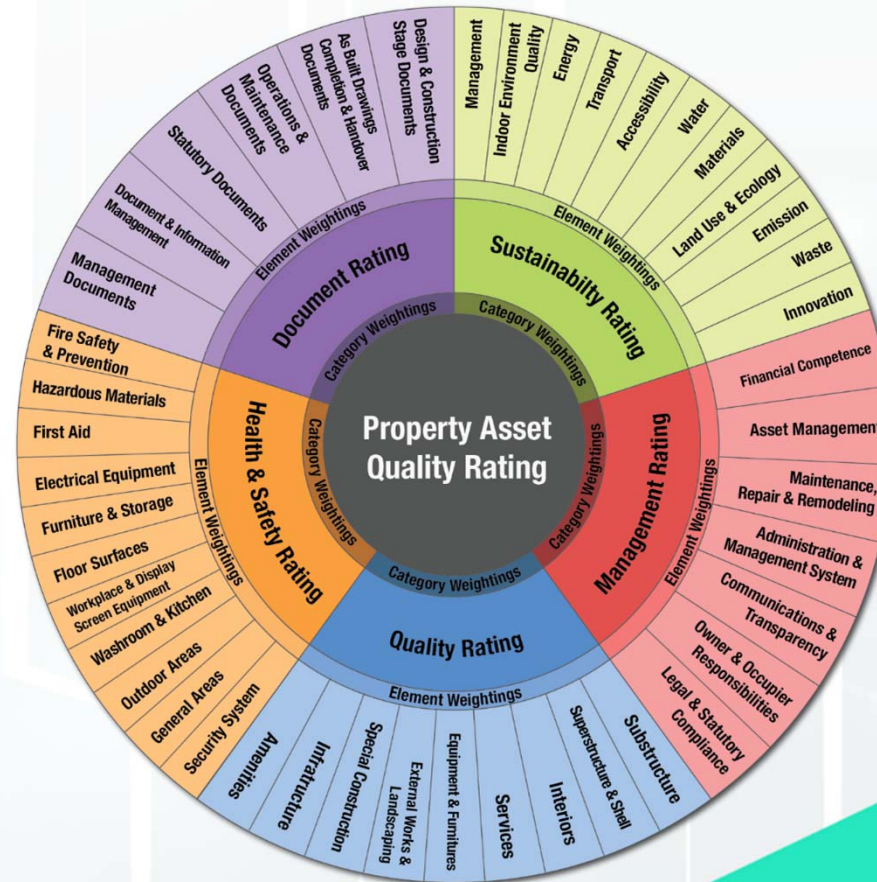 Property Asset
Quality Rating
Category Weightings
Sustainabilty Rating
Element Weightings
Management
Indoor Environment
Quality
Energy
Transport
Accessibility
Water
Materials
Land Use & Ecology
Emission
Waste
Innovation
Category Weightings
Management Rating
Element Weightings
Financial Competence
Asset Management
Maintenance,
Repair & Remodeling
Administration &
Management System
Communications &
Transparency
Owner & Occupier
Responsibilities
Legal & Statutory
Compliance
Category Weightings
Quality Rating
Element Weightings
Substructure
Superstructure & Shell
Interiors
Services
Equipment & Furnitures
External Works &
Landscaping
Special Construction
Infratructure
Amenities
Category Weightings
Health & Safety Rating
Element Weightings
Security System
General Areas
Outdoor Areas
Washroom & Kitchen
Workplace & Display
Screen Equipment
Floor Surfaces
Furniture & Storage
Electrical Equipment
First Aid
Hazardous Materials
Fire Safety
& Prevention
Category Weightings
Document Rating
Element Weightings
Management
Documents
Document & Information
Management
Statutory Documents
Operations &
Maintenance
Documents
As Built Drawings
Completion & Handover
Documents
Design & Construction
Stage Documents